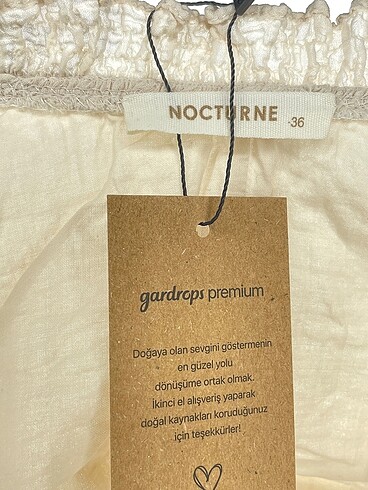 NOCTURNE
36
gardrops premium
Doğaya olan sevgini göstermenin
en güzel yolu
dönüşüme ortak olmak.
İkinci el alışveriş yaparak
doğal kaynakları koruduğunuz
için teşekkürler!